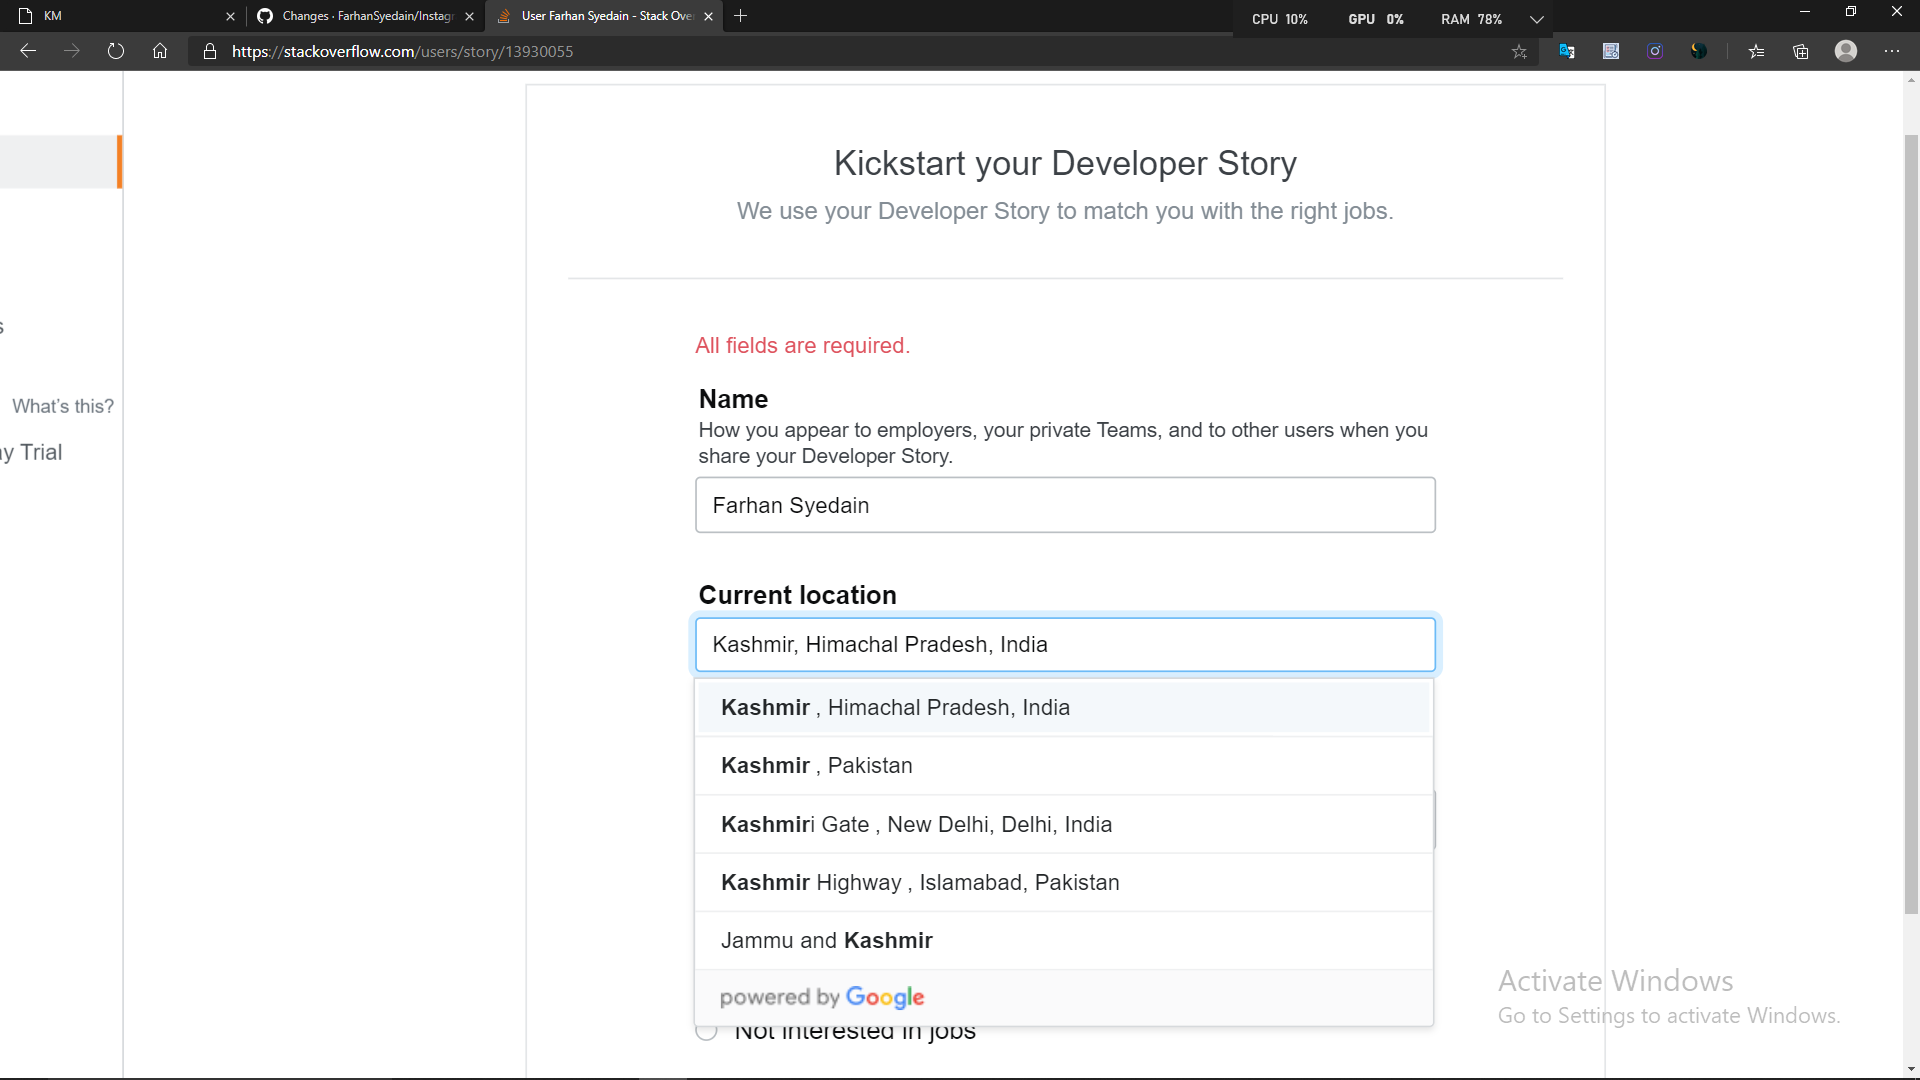 KM
Changes · FarhanSyedain/Instagr
User Farhan Syedain - Stack Ove
CPU 10% GPU 0% RAM 78%
https://stackoverflow.com/users/story/13930055
Kickstart your Developer Story
We use your Developer Story to match you with the right jobs.
s
What's this?
y Trial
All fields are required.
Name
How you appear to employers, your private Teams, and to other users when you
share your Developer Story.
Farhan Syedain
Current location
Kashmir, Himachal Pradesh, India
Kashmir , Himachal Pradesh, India
Kashmir , Pakistan
Kashmiri Gate , New Delhi, Delhi, India
Kashmir Highway , Islamabad, Pakistan
Jammu and Kashmir
powered by Google
Not interested in jobs
Activate Windows
Go to Settings to activate Windows.